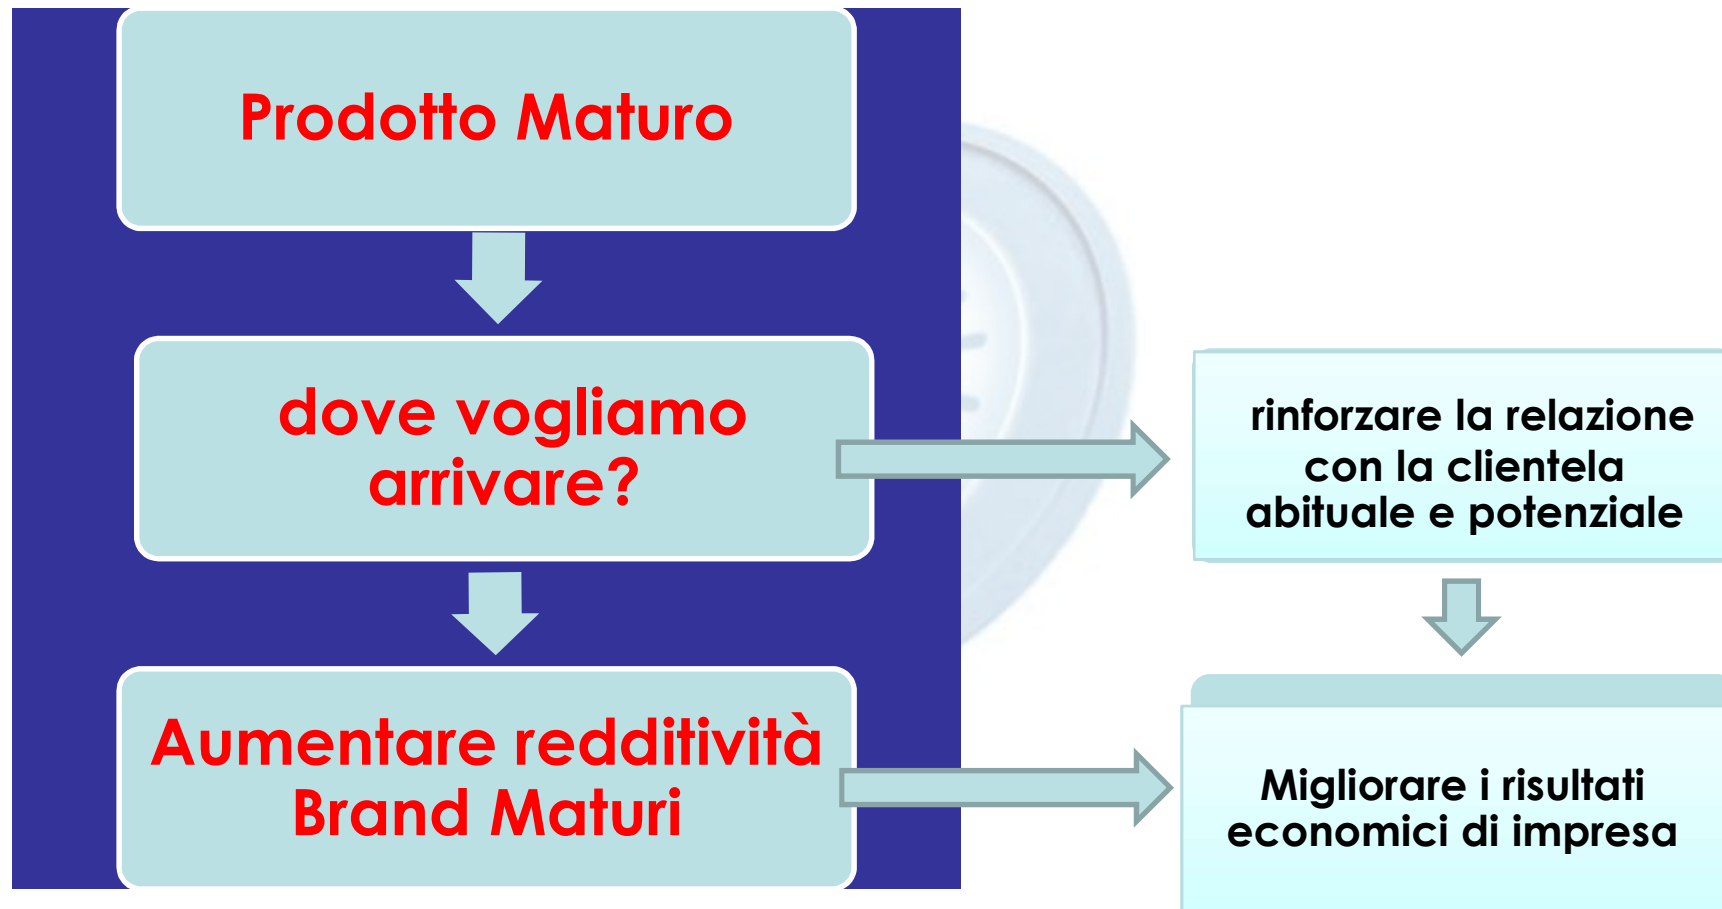 Prodotto Maturo
dove vogliamo
arrivare?
rinforzare la relazione
con la clientela
abituale e potenziale
Aumentare redditività
Brand Maturi
Migliorare i risultati
economici di impresa